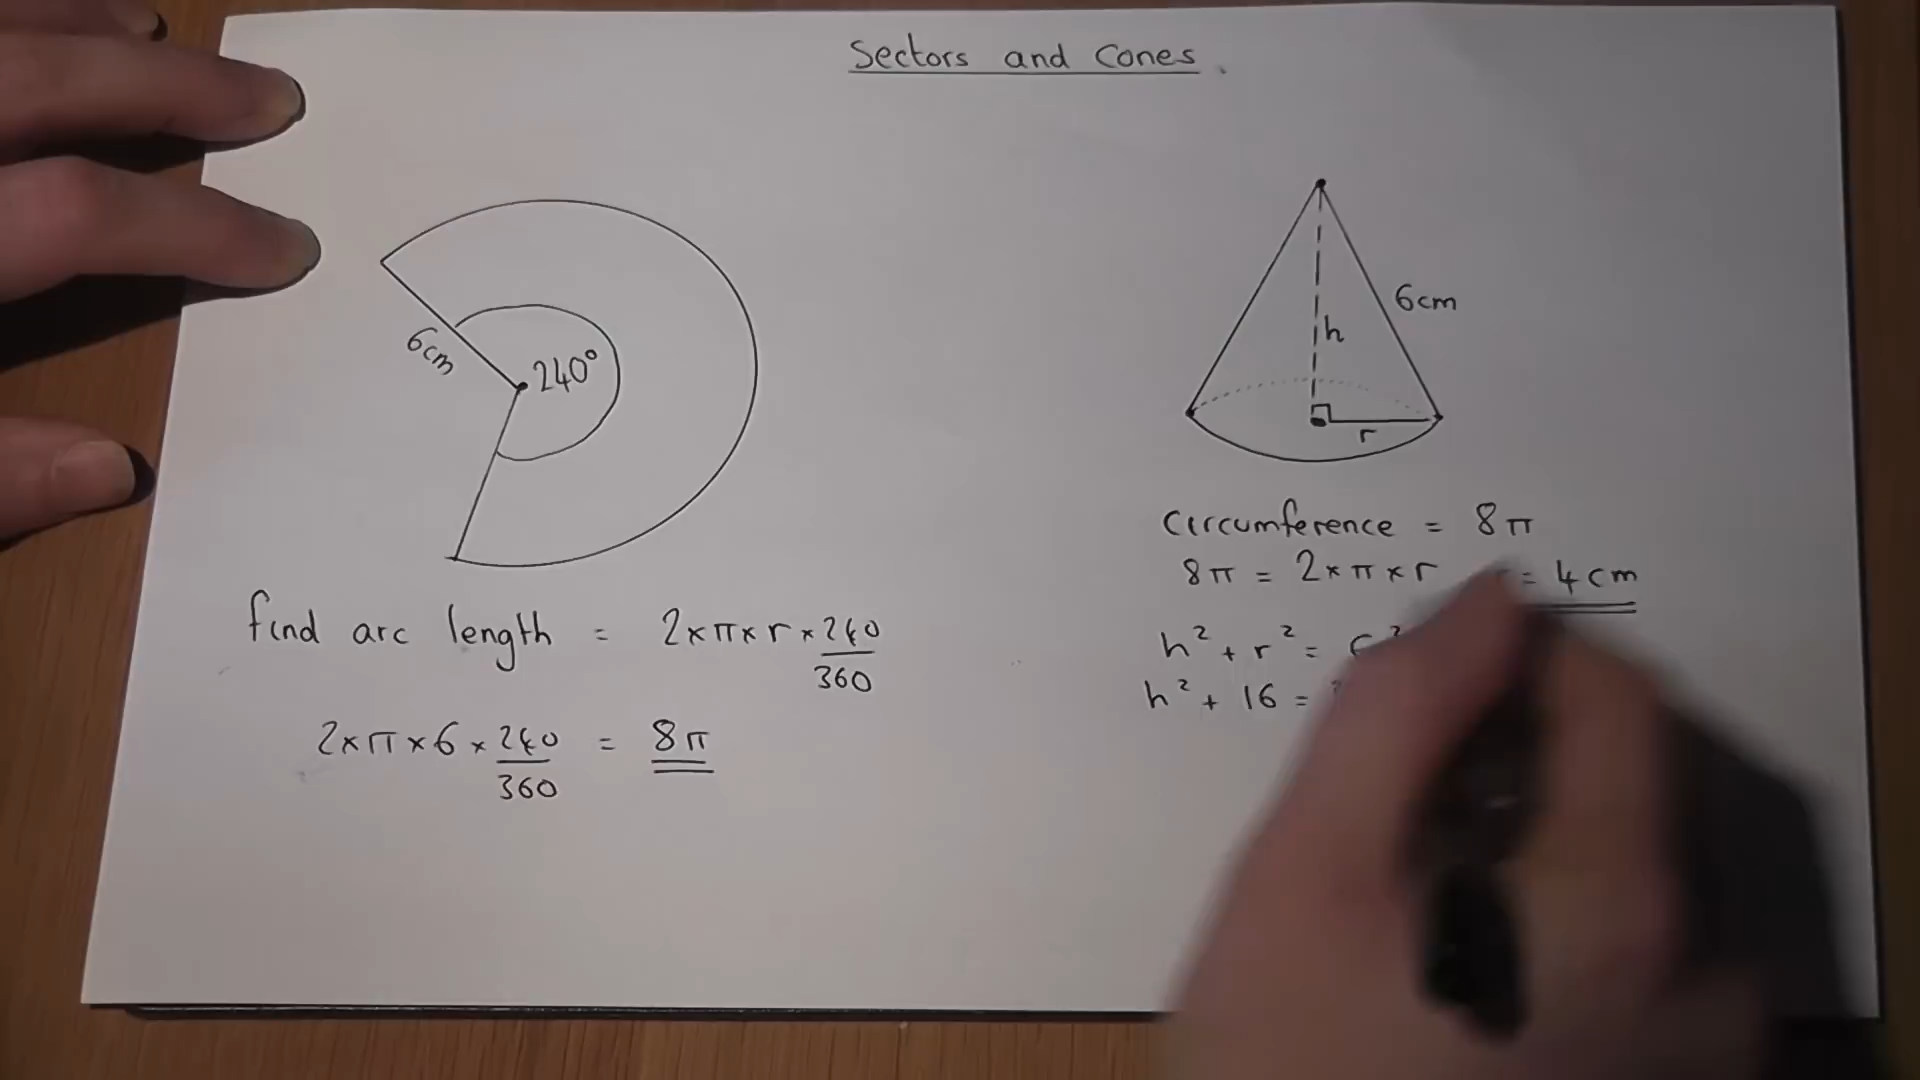 Sectors and Cones.
6cm
240°
find arc length = 2×π×r×240/360
2×π×6×240/360 = 8π
6cm
h
r
Circumference = 8π
8π = 2×π×r = 4cm
h² + r² =
h² + 16 =